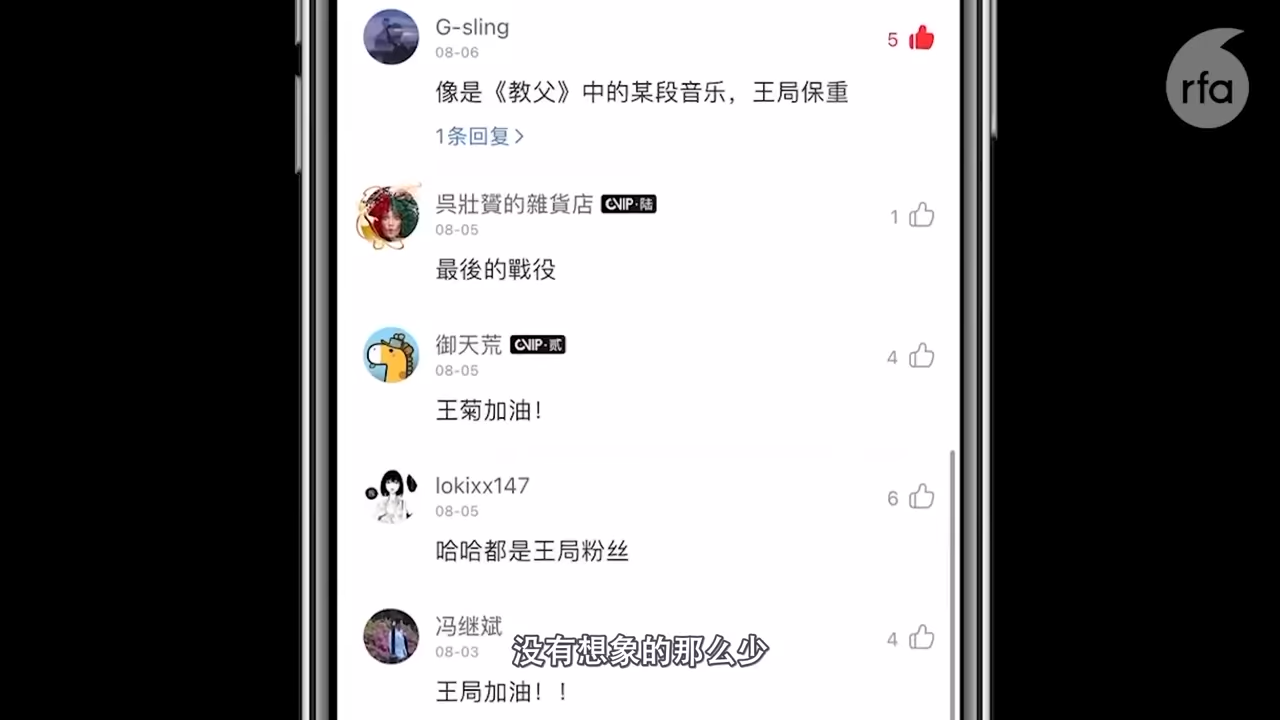 G-sling
08-06
5
像是《教父》中的某段音乐，王局保重
1条回复>
rfa
呉壯贇的雜貨店 CVIP·陆
08-05
1
最後的戰役
御天荒 CVIP·贰
08-05
4
王菊加油！
lokixx147
08-05
6
哈哈都是王局粉丝
冯继斌
08-03
4
没有想象的那么少
王局加油！！